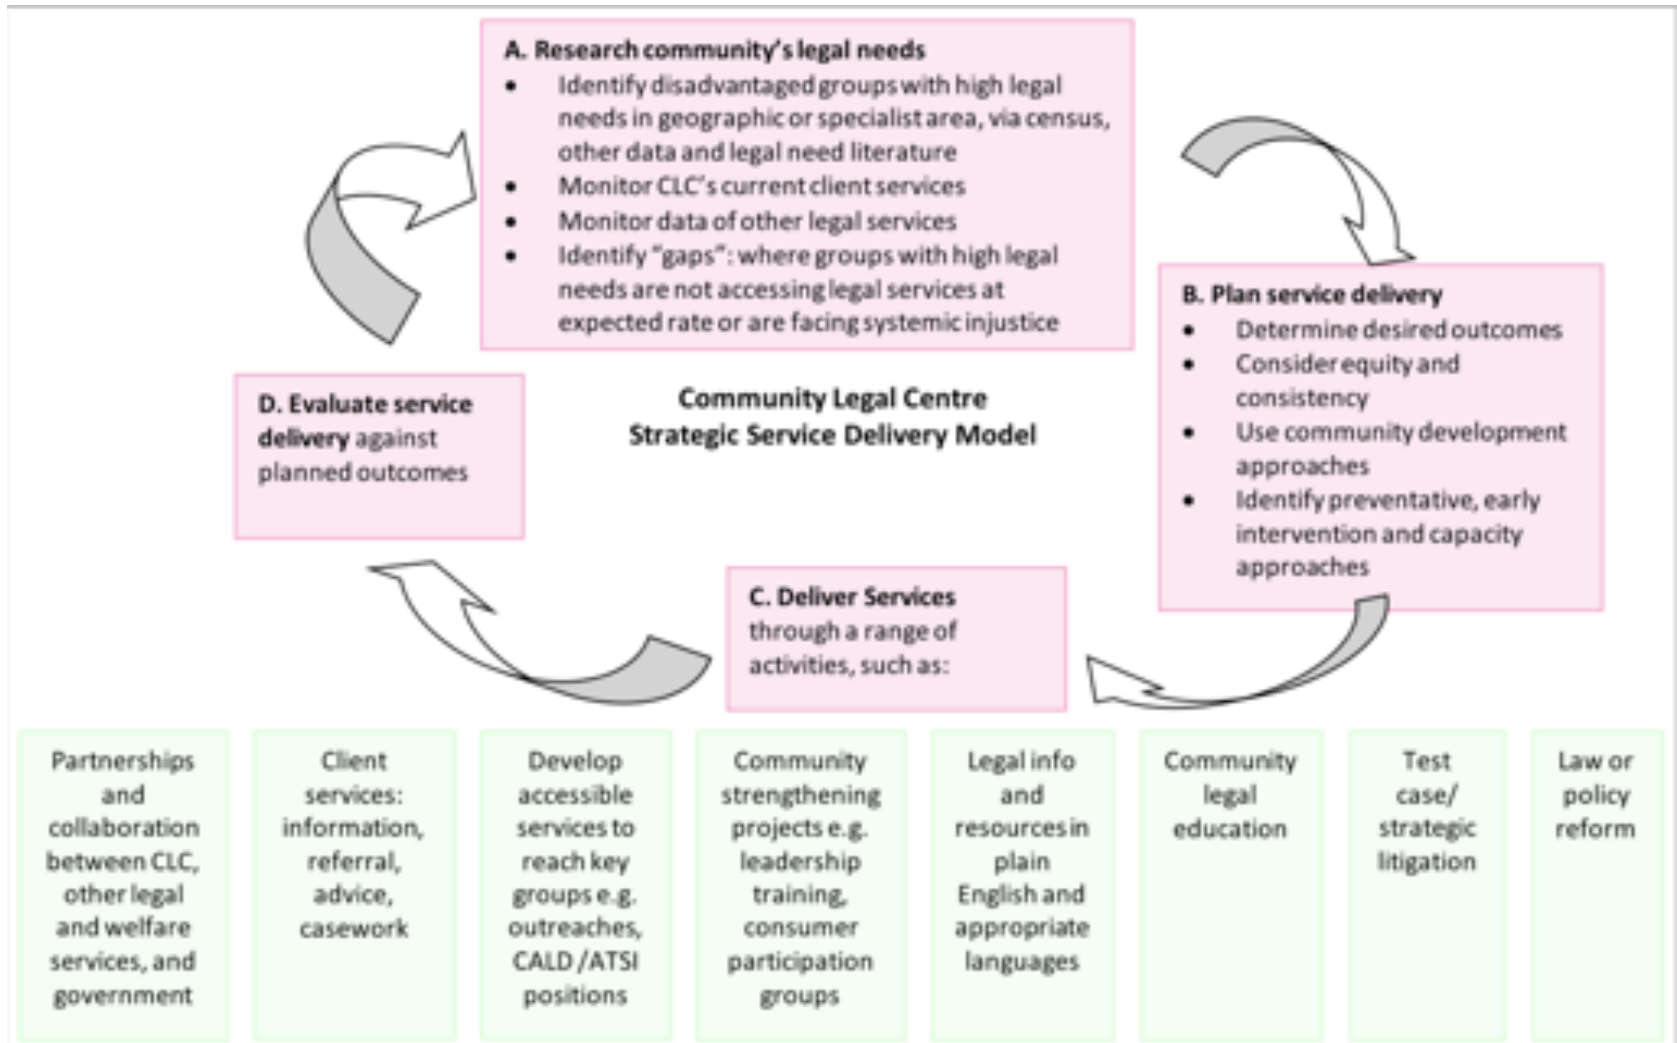 A. Research community's legal needs
• Identify disadvantaged groups with high legal
needs in geographic or specialist area, via census,
other data and legal need literature
• Monitor CLC's current client services
• Monitor data of other legal services
• Identify "gaps": where groups with high legal
needs are not accessing legal services at
expected rate or are facing systemic injustice
B. Plan service delivery
• Determine desired outcomes
• Consider equity and
consistency
• Use community development
approaches
• Identify preventative, early
intervention and capacity
approaches
Community Legal Centre
Strategic Service Delivery Model
D. Evaluate service
delivery against
planned outcomes
C. Deliver Services
through a range of
activities, such as:
Partnerships
and
collaboration
between CLC,
other legal
and welfare
services, and
government
Client
services:
information,
referral,
advice,
casework
Develop
accessible
services to
reach key
groups e.g.
outreaches,
CALD /ATSI
positions
Community
strengthening
projects e.g.
leadership
training,
consumer
participation
groups
Legal info
and
resources in
plain
English and
appropriate
languages
Community
legal
education
Test
case/
strategic
litigation
Law or
policy
reform